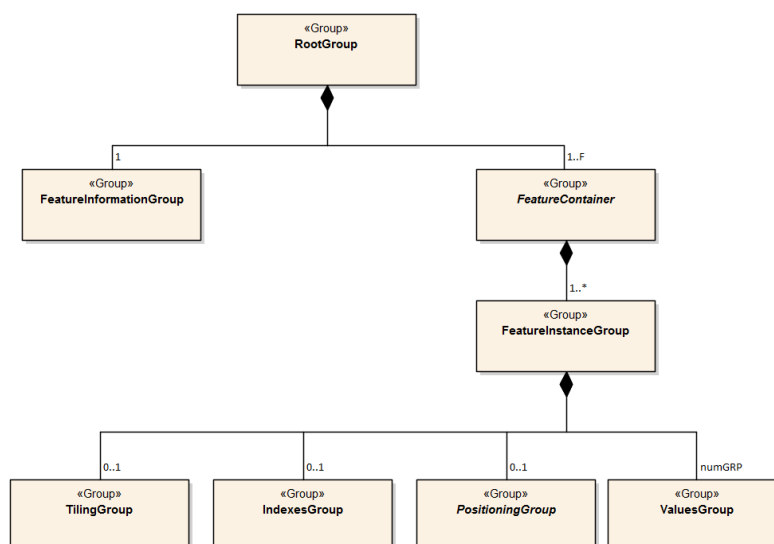 «Group»
RootGroup
1
1..F
«Group»
FeatureInformationGroup
«Group»
FeatureContainer
1..*
«Group»
FeatureInstanceGroup
0..1
0..1
0..1
numGRP
«Group»
TilingGroup
«Group»
IndexesGroup
«Group»
PositioningGroup
«Group»
ValuesGroup